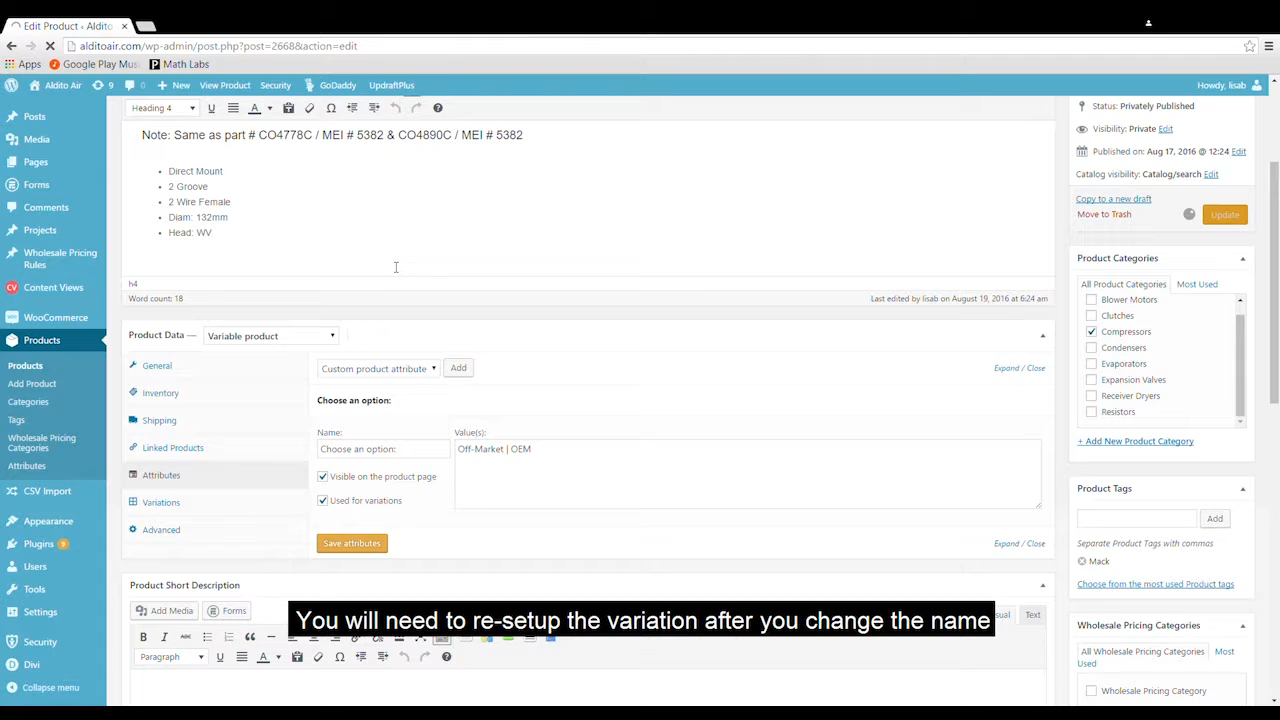 Edit Product ‹ Aldito
alditoair.com/wp-admin/post.php?post=2668&action=edit
Apps
Google Play Mus
Math Labs
Aldito Air
9
0
New
View Product
Security
GoDaddy
UpdraftPlus
Howdy, lisab
Posts
Media
Pages
Forms
Comments
Projects
Wholesale Pricing
Rules
Content Views
WooCommerce
Products
Products
Add Product
Categories
Tags
Wholesale Pricing
Categories
Attributes
CSV Import
Appearance
Plugins 9
Users
Tools
Settings
Security
Divi
Collapse menu
Heading 4
Note: Same as part # CO4778C / MEI # 5382 & CO4890C / MEI # 5382
Direct Mount
2 Groove
2 Wire Female
Diam: 132mm
Head: WV
h4
Word count: 18
Last edited by lisab on August 19, 2016 at 6:24 am
Product Data — Variable product
General
Inventory
Shipping
Linked Products
Attributes
Variations
Advanced
Custom product attribute
Add
Expand / Close
Choose an option:
Name:
Value(s):
Choose an option:
Off-Market | OEM
Visible on the product page
Used for variations
Save attributes
Expand / Close
Product Short Description
Add Media
Forms
Text
Paragraph
You will need to re-setup the variation after you change the name
Status: Privately Published
Visibility: Private Edit
Published on: Aug 17, 2016 @ 12:24 Edit
Catalog visibility: Catalog/search Edit
Copy to a new draft
Move to Trash
Update
Product Categories
All Product Categories
Most Used
Blower Motors
Clutches
Compressors
Condensers
Evaporators
Expansion Valves
Receiver Dryers
Resistors
+ Add New Product Category
Product Tags
Add
Separate Product Tags with commas
Mack
Choose from the most used Product tags
Wholesale Pricing Categories
All Wholesale Pricing Categories
Most
Used
Wholesale Pricing Category